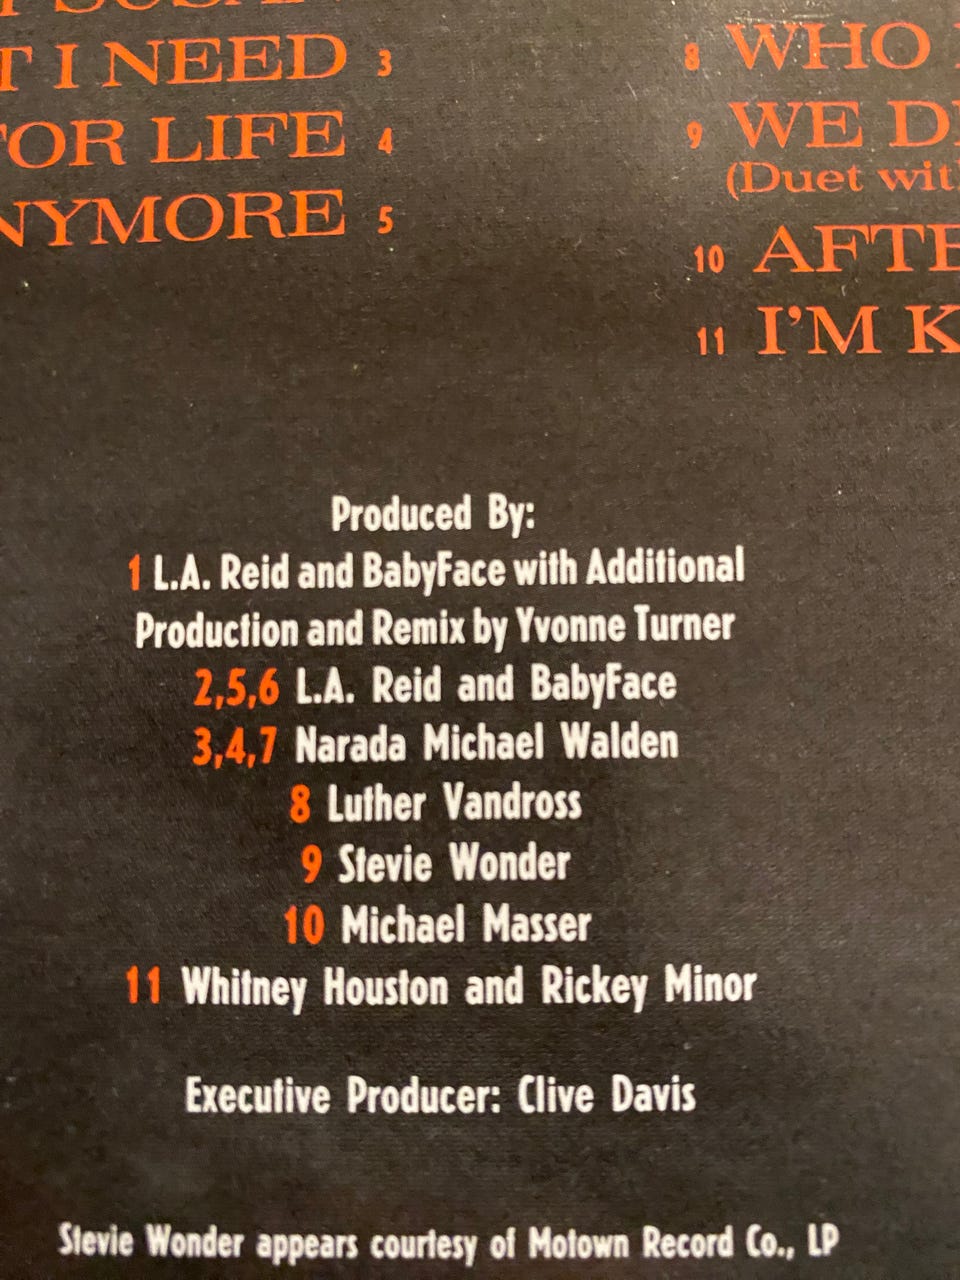 T I NEED 3
FOR LIFE 4
NYMORE 5
8 WHO
9 WE D
(Duet wit
10 AFTE
11 I'M K
Produced By:
1 L.A. Reid and BabyFace with Additional
Production and Remix by Yvonne Turner
2,5,6 L.A. Reid and BabyFace
3,4,7 Narada Michael Walden
8 Luther Vandross
9 Stevie Wonder
10 Michael Masser
11 Whitney Houston and Rickey Minor
Executive Producer: Clive Davis
Stevie Wonder appears courtesy of Motown Record Co., LP